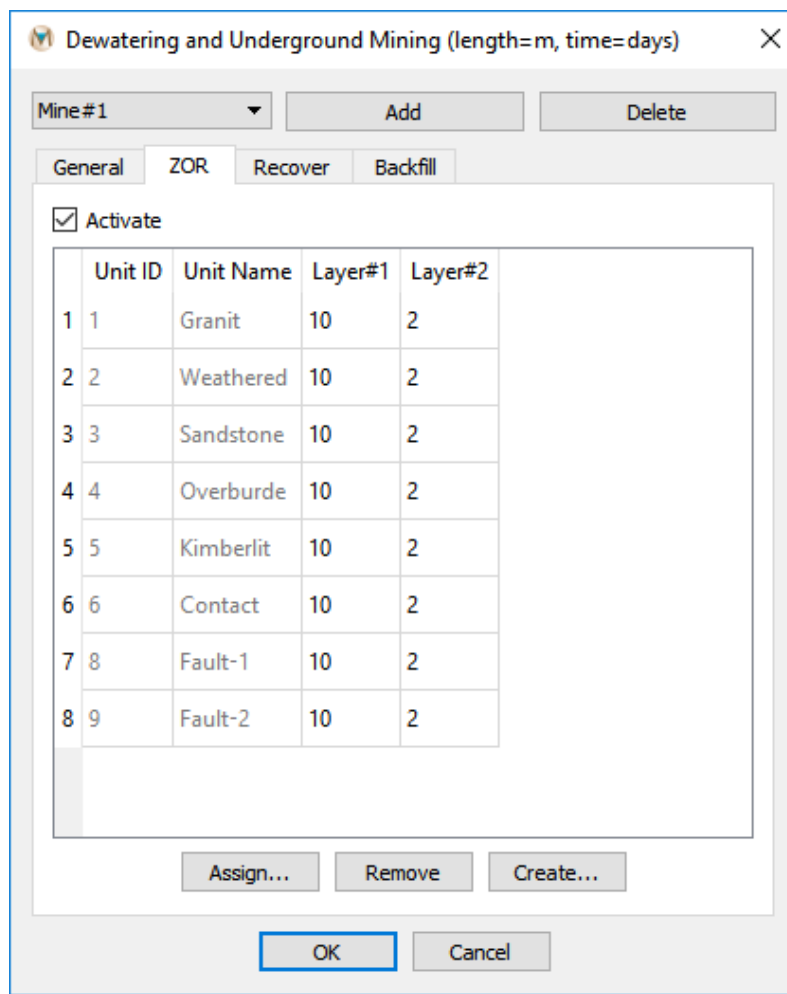 Dewatering and Underground Mining (length=m, time=days)
Mine#1 Add Delete
General ZOR Recover Backfill
Activate
Unit ID Unit Name Layer#1 Layer#2
1 1 Granit 10 2
2 2 Weathered 10 2
3 3 Sandstone 10 2
4 4 Overburde 10 2
5 5 Kimberlit 10 2
6 6 Contact 10 2
7 8 Fault-1 10 2
8 9 Fault-2 10 2
Assign... Remove Create...
OK Cancel